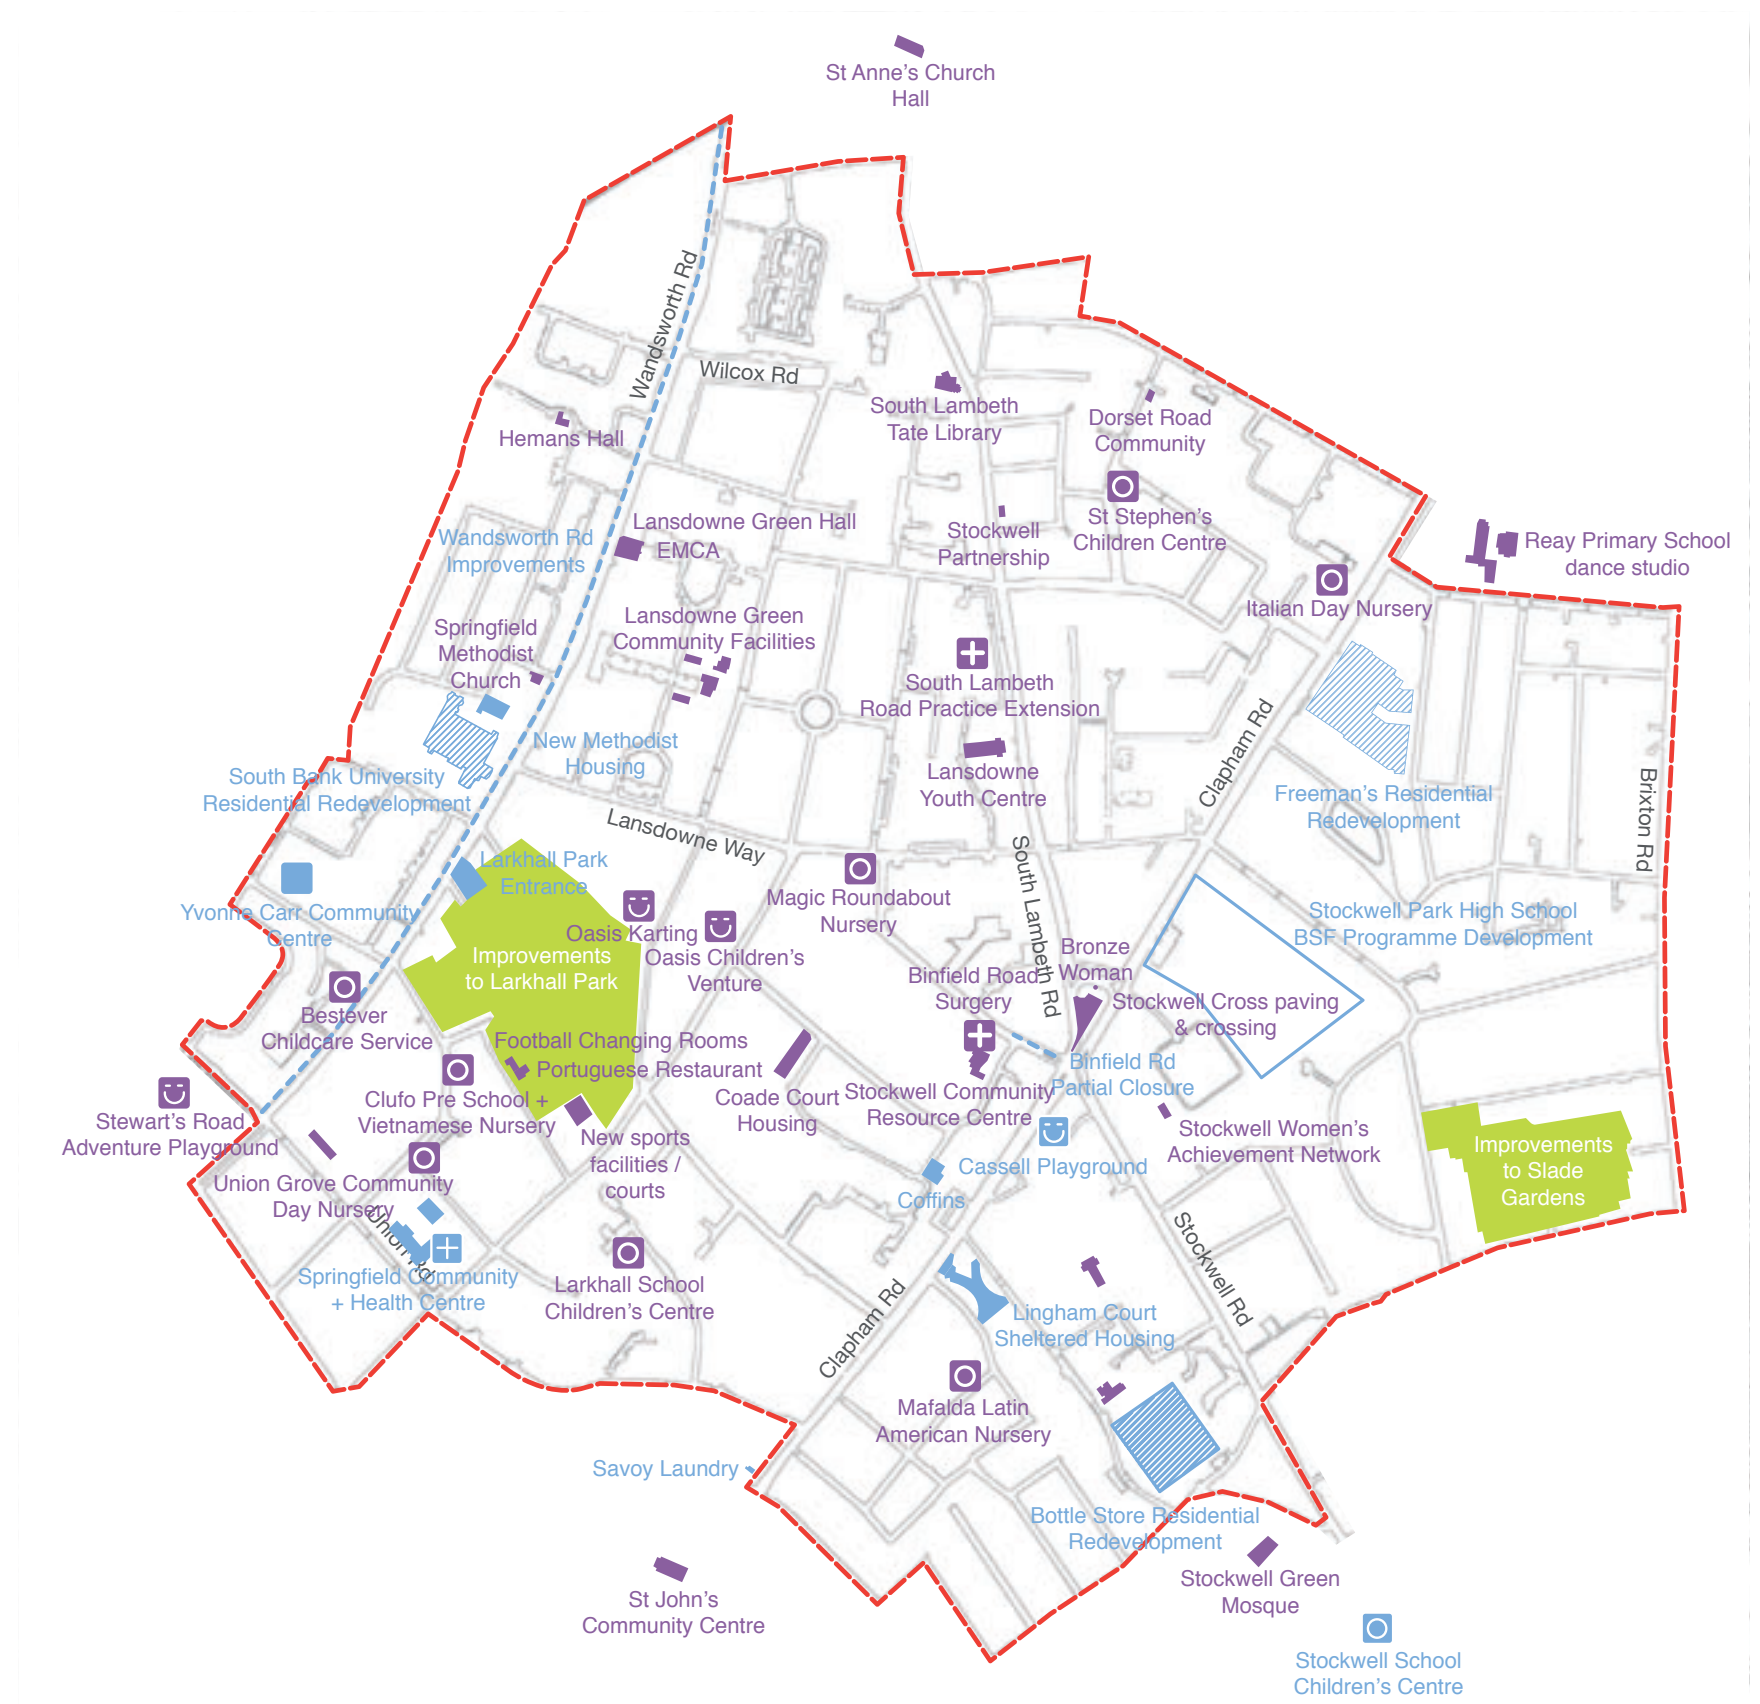 St Anne's Church
Hall
Wandsworth Rd
Wilcox Rd
South Lambeth
Tate Library
Dorset Road
Community
Hemans Hall
Lansdowne Green Hall
EMCA
Wandsworth Rd
Improvements
Stockwell
Partnership
St Stephen's
Children Centre
Reay Primary School
dance studio
Italian Day Nursery
Lansdowne Green
Community Facilities
Springfield
Methodist
Church
South Lambeth
Road Practice Extension
Clapham Rd
New Methodist
Housing
South Bank University
Residential Redevelopment
Lansdowne
Youth Centre
Freeman's Residential
Redevelopment
Brixton Rd
Lansdowne Way
South Lambeth Rd
Larkhall Park
Entrance
Magic Roundabout
Nursery
Yvonne Carr Community
Centre
Stockwell Park High School
BSF Programme Development
Oasis Karting
Improvements
to Larkhall Park
Oasis Children's
Venture
Bronze
Woman
Binfield Road
Surgery
Stockwell Cross paving
& crossing
Bestever
Childcare Service
Football Changing Rooms
Portuguese Restaurant
Binfield Rd
Partial Closure
Clufo Pre School +
Vietnamese Nursery
Coade Court
Housing
Stockwell Community
Resource Centre
Stewart's Road
Adventure Playground
New sports
facilities /
courts
Stockwell Women's
Achievement Network
Improvements
to Slade
Gardens
Cassell Playground
Coffins
Union Grove Community
Day Nursery
Union Rd
Stockwell Rd
Springfield Community
+ Health Centre
Larkhall School
Children's Centre
Clapham Rd
Lingham Court
Sheltered Housing
Mafalda Latin
American Nursery
Savoy Laundry
Bottle Store Residential
Redevelopment
Stockwell Green
Mosque
St John's
Community Centre
Stockwell School
Children's Centre